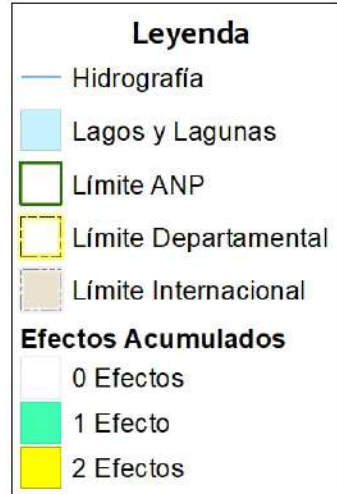 Leyenda
Hidrografía
Lagos y Lagunas
Límite ANP
Límite Departamental
Límite Internacional
Efectos Acumulados
0 Efectos
1 Efecto
2 Efectos